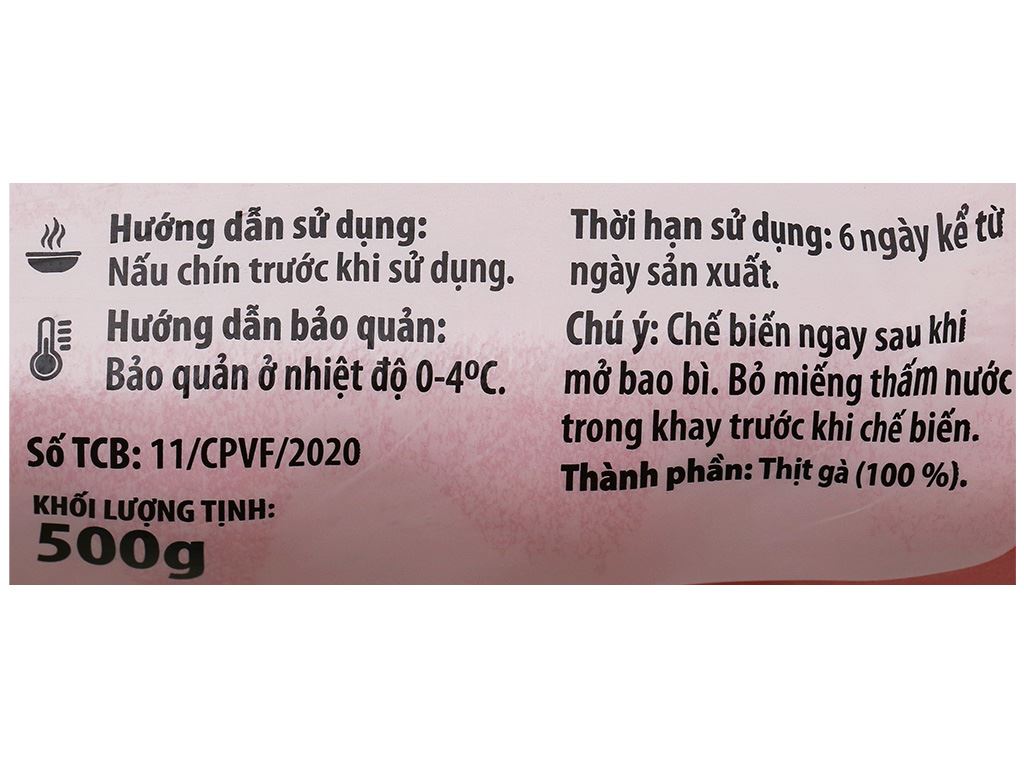 Hướng dẫn sử dụng:
Nấu chín trước khi sử dụng.
Hướng dẫn bảo quản:
Bảo quản ở nhiệt độ 0-4ºC.
Số TCB: 11/CPVF/2020
KHỐI LƯỢNG TỊNH:
500g
Thời hạn sử dụng: 6 ngày kể từ
ngày sản xuất.
Chú ý: Chế biến ngay sau khi
mở bao bì. Bỏ miếng thấm nước
trong khay trước khi chế biến.
Thành phần: Thịt gà (100 %).